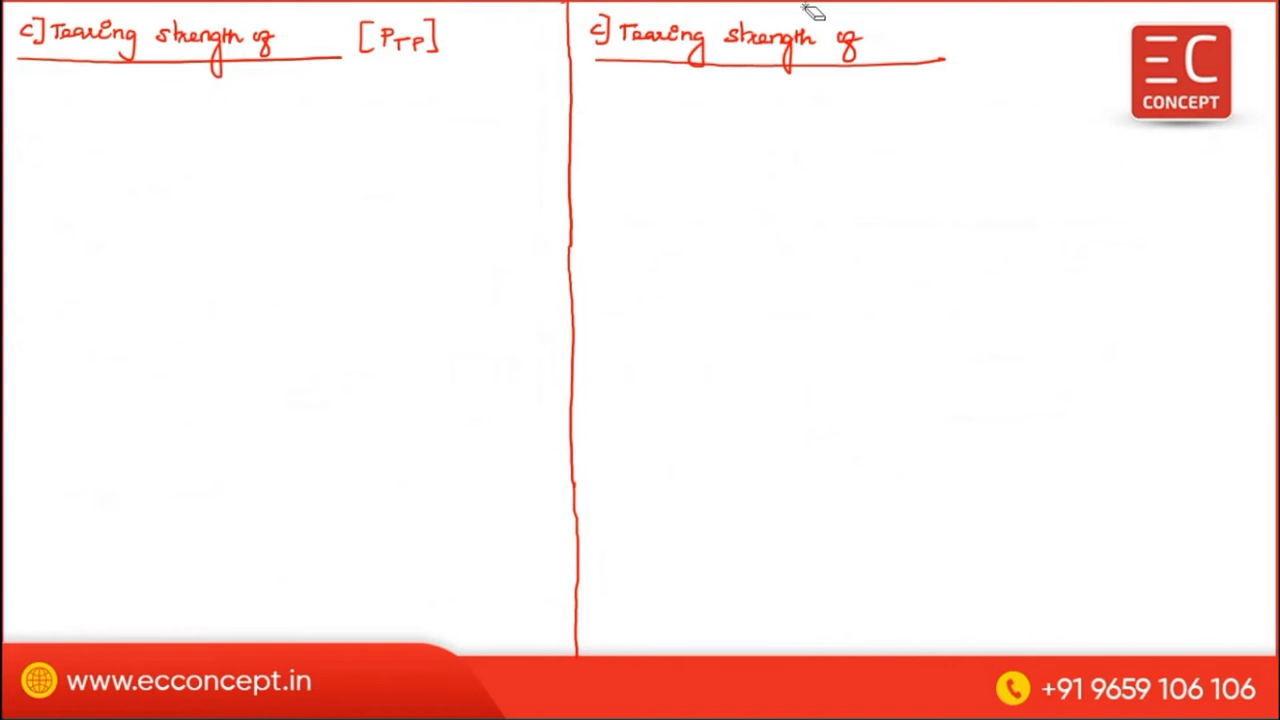 c] Tearing strength of [PTP]
c] Tearing strength of
EC
CONCEPT
www.ecconcept.in
+91 9659 106 106